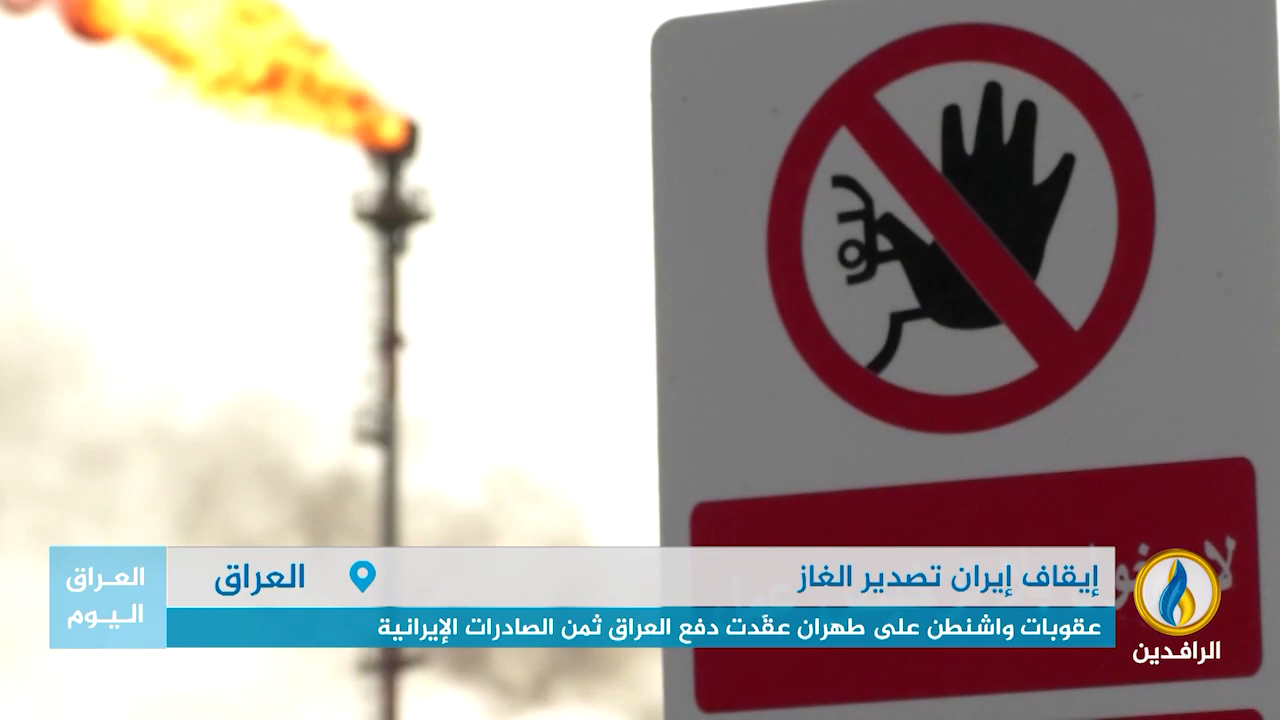 إيقاف إيران تصدير الغاز
العراق
عقوبات واشنطن على طهران عقّدت دفع العراق ثمن الصادرات الإيرانية
العراق
اليوم
الرافدين